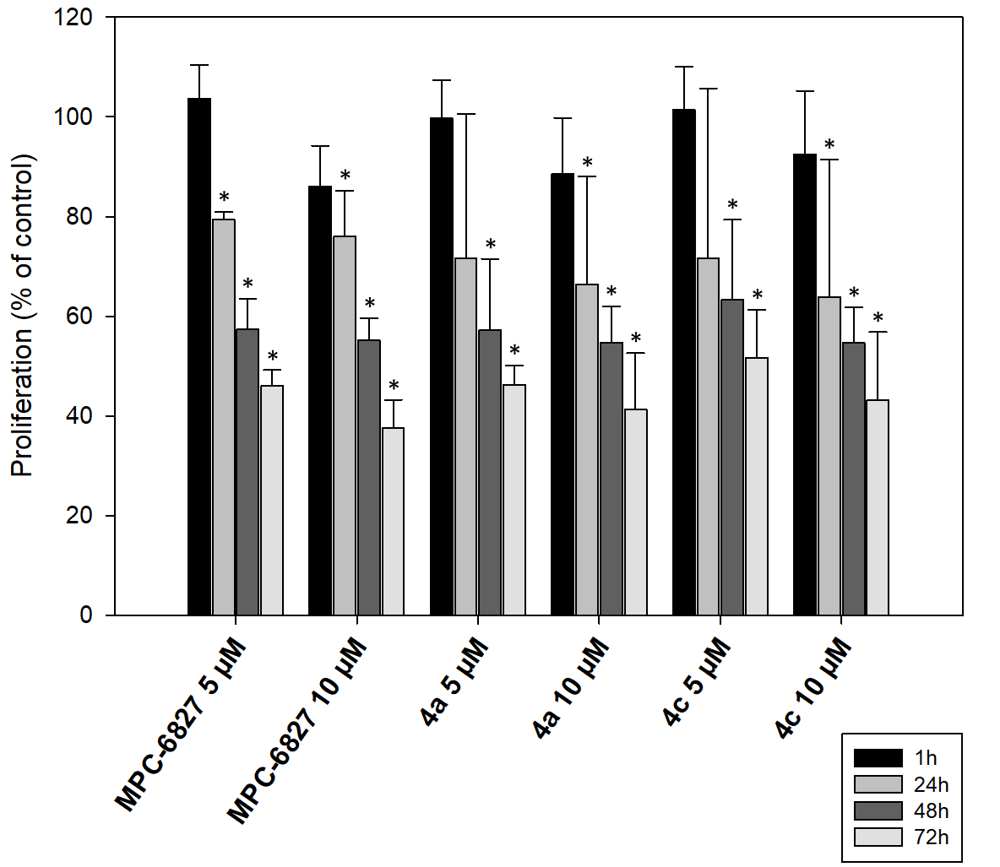 Proliferation (% of control)
120
100
80
60
40
20
0
* * *
* * *
* *
* * *
* *
* * *
MPC-6827 5 µM
MPC-6827 10 µM
4a 5 µM
4a 10 µM
4c 5 µM
4c 10 µM
1h
24h
48h
72h